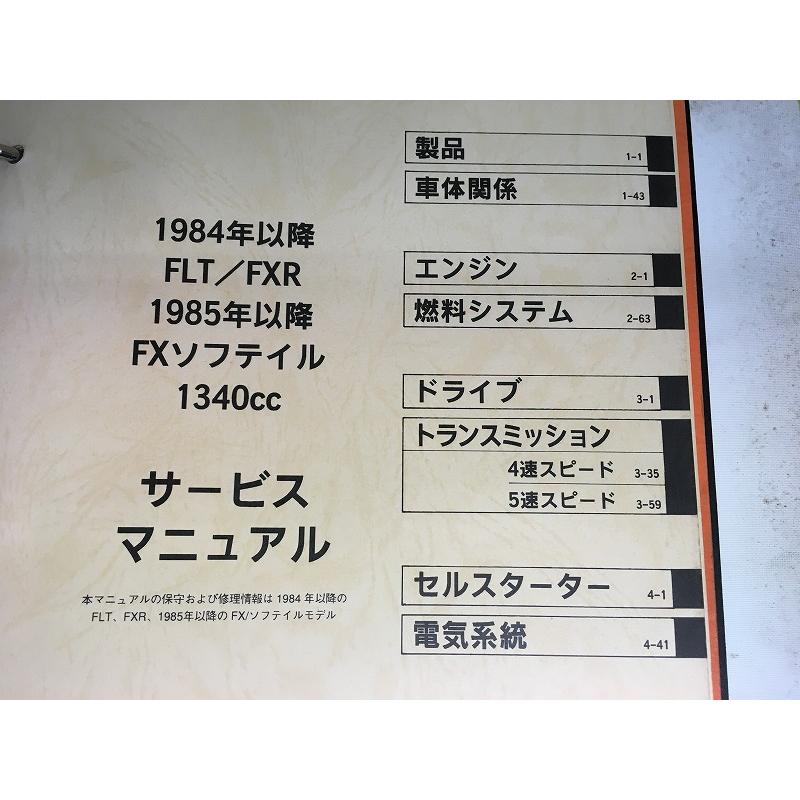 1984年以降
FLT／FXR
1985年以降
FXソフテイル
1340cc
サービス
マニュアル
本マニュアルの保守および修理情報は 1984 年以降の
FLT、FXR、1985年以降の FX/ソフテイルモデル
製品 1-1
車体関係 1-43
エンジン 2-1
燃料システム 2-63
ドライブ 3-1
トランスミッション
4速スピード 3-35
5速スピード 3-59
セルスターター 4-1
電気系統 4-41